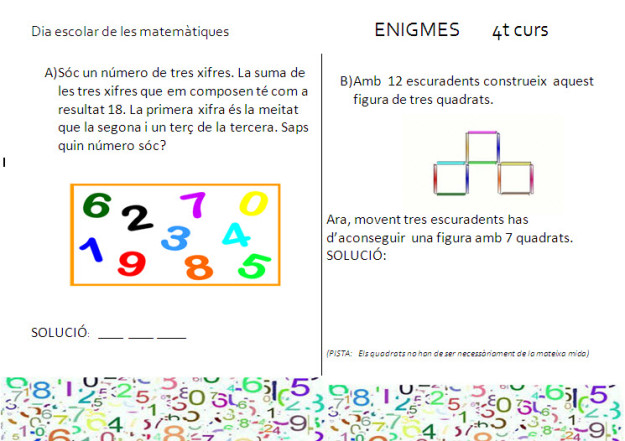 Dia escolar de les matemàtiques
ENIGMES 4t curs
A)Sóc un número de tres xifres. La suma de
les tres xifres que em composen té com a
resultat 18. La primera xifra és la meitat
que la segona i un terç de la tercera. Saps
quin número sóc?
6 2 7 0
1 9 3 8 4 5
SOLUCIÓ: ____ ____ _____
B)Amb 12 escuradents construeix aquest
figura de tres quadrats.
Ara, movent tres escuradents has
d'aconseguir una figura amb 7 quadrats.
SOLUCIÓ:
(PISTA: Els quadrats no han de ser necessàriament de la mateixa mida)